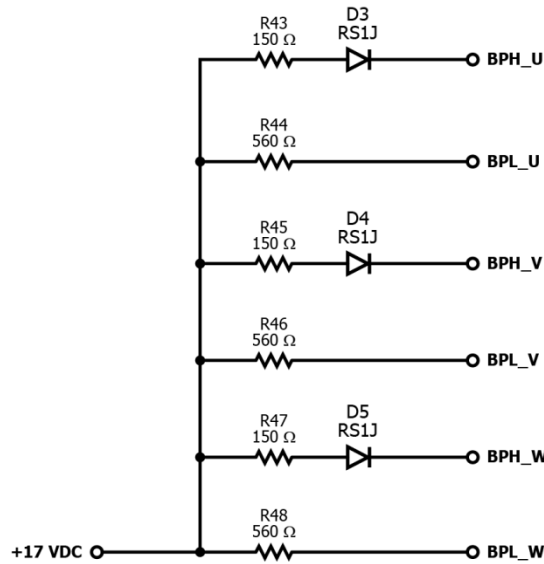 R43
150 Ω
D3
RS1J
BPH_U
R44
560 Ω
BPL_U
R45
150 Ω
D4
RS1J
BPH_V
R46
560 Ω
BPL_V
R47
150 Ω
D5
RS1J
BPH_W
R48
560 Ω
+17 VDC
BPL_W